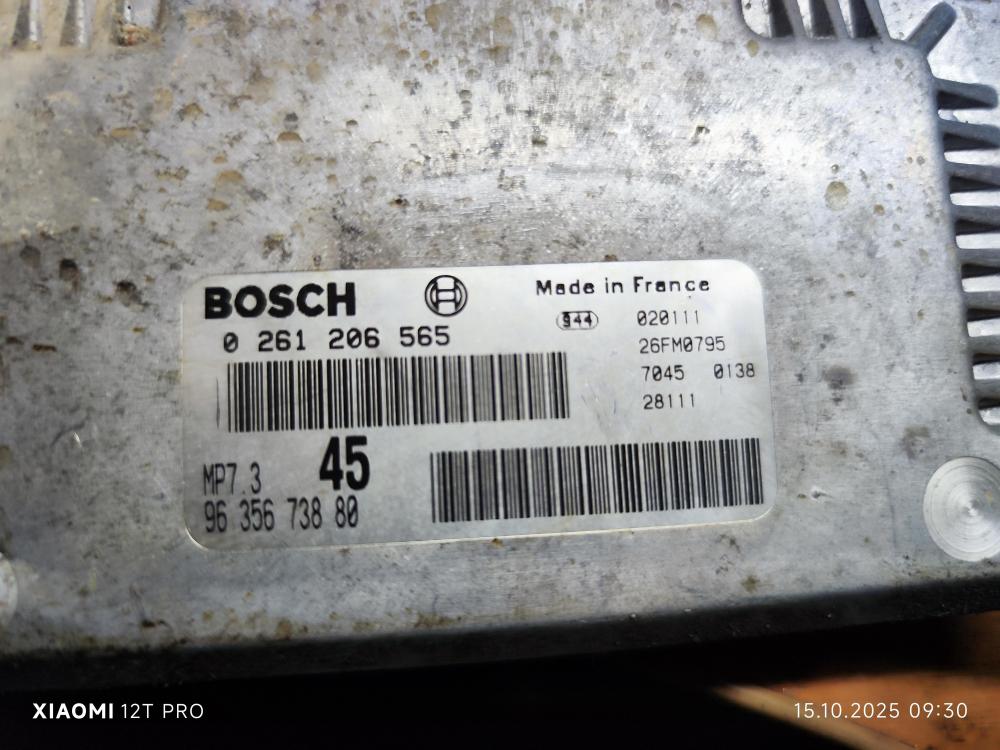 BOSCH
Made in France
0 261 206 565
S44 020111
26FM0795
7045 0138
28111
MP7.3 45
96 356 738 80
XIAOMI 12T PRO
15.10.2025 09:30